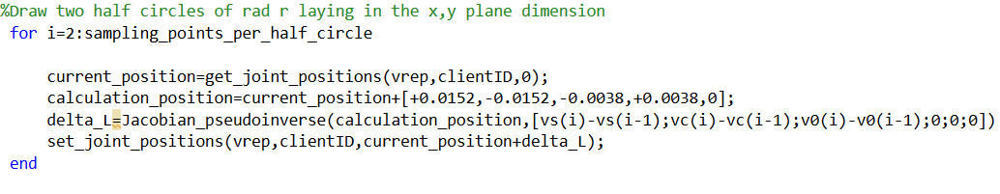 %Draw two half circles of rad r laying in the x,y plane dimension
for i=2:sampling_points_per_half_circle
current_position=get_joint_positions(vrep,clientID,0);
calculation_position=current_position+[+0.0152,-0.0152,-0.0038,+0.0038,0];
delta_L=Jacobian_pseudoinverse(calculation_position,[vs(i)-vs(i-1);vc(i)-vc(i-1);v0(i)-v0(i-1);0;0;0])
set_joint_positions(vrep,clientID,current_position+delta_L);
end